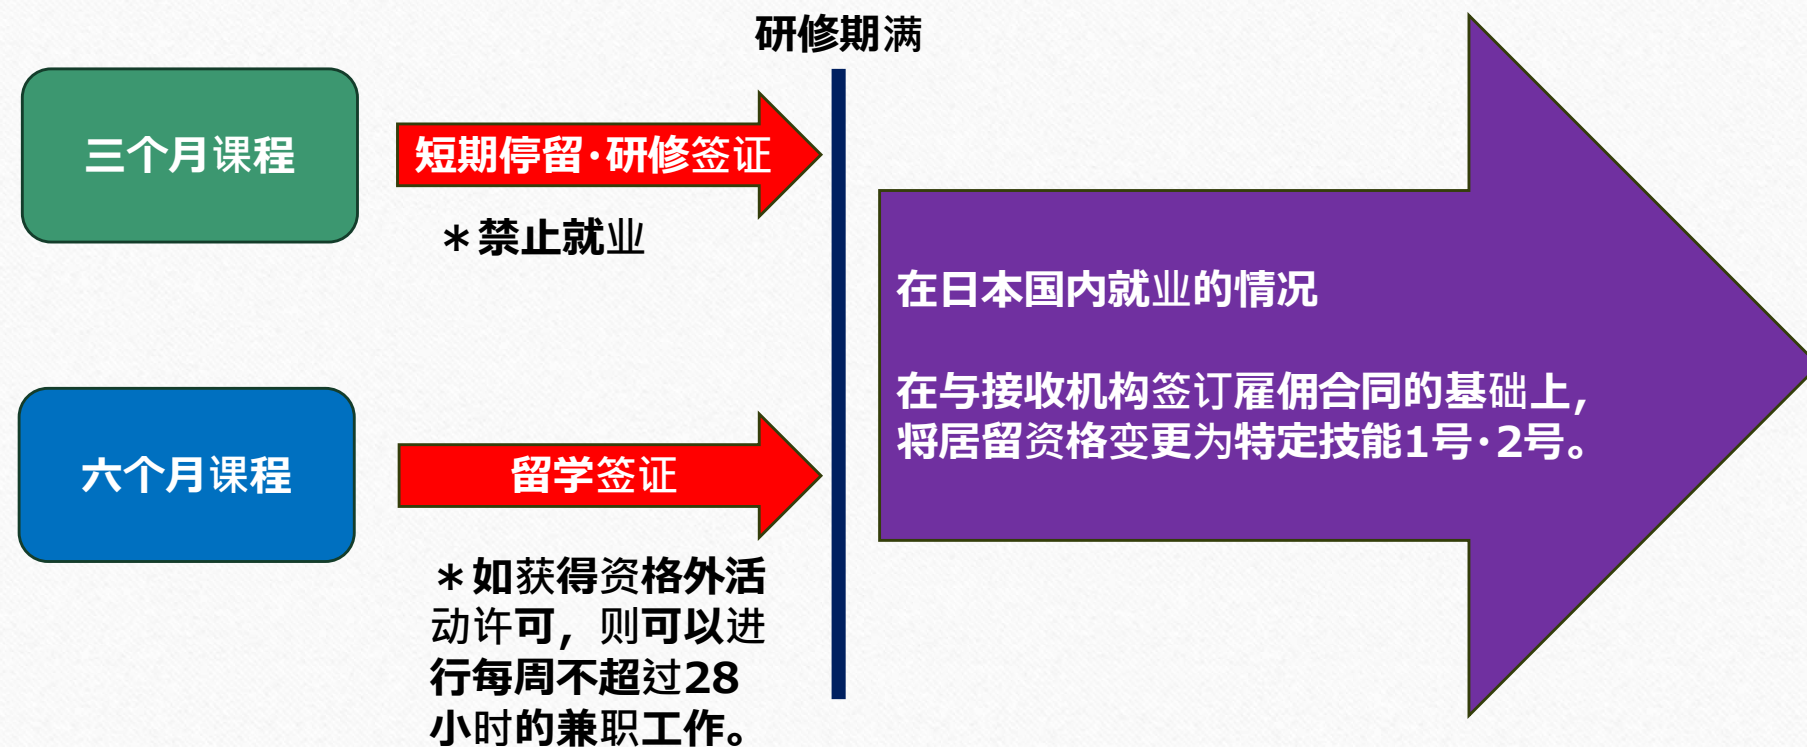 研修期满
三个月课程
短期停留·研修签证
＊禁止就业
在日本国内就业的情况
在与接收机构签订雇佣合同的基础上，
将居留资格变更为特定技能1号·2号。
六个月课程
留学签证
＊如获得资格外活
动许可，则可以进
行每周不超过28
小时的兼职工作。